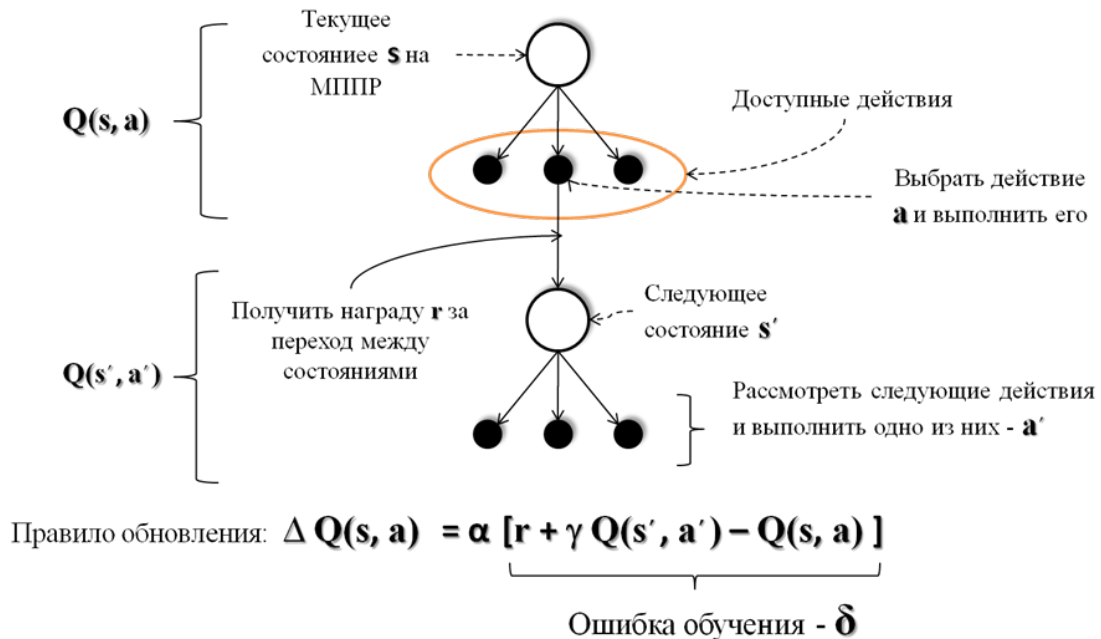 Текущее
состояниее s на
МППР
Q(s, a)
Доступные действия
Выбрать действие
a и выполнить его
Получить награду r за
переход между
состояниями
Следующее
состояние s′
Q(s′, a′)
Рассмотреть следующие действия
и выполнить одно из них - a′
Правило обновления: Δ Q(s, a) = α [r + γ Q(s′, a′) – Q(s, a) ]
Ошибка обучения - δ